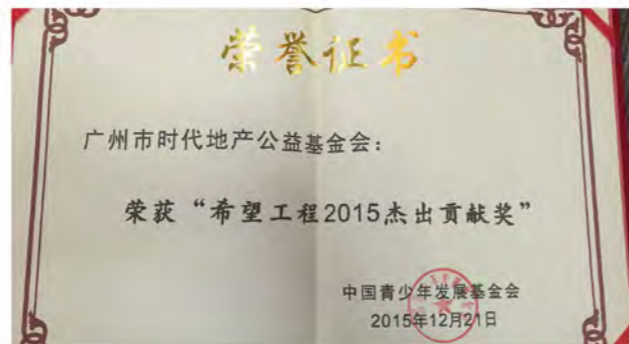 荣誉证书
广州市时代地产公益基金会：
荣获“希望工程2015杰出贡献奖”
中国青少年发展基金会
2015年12月21日